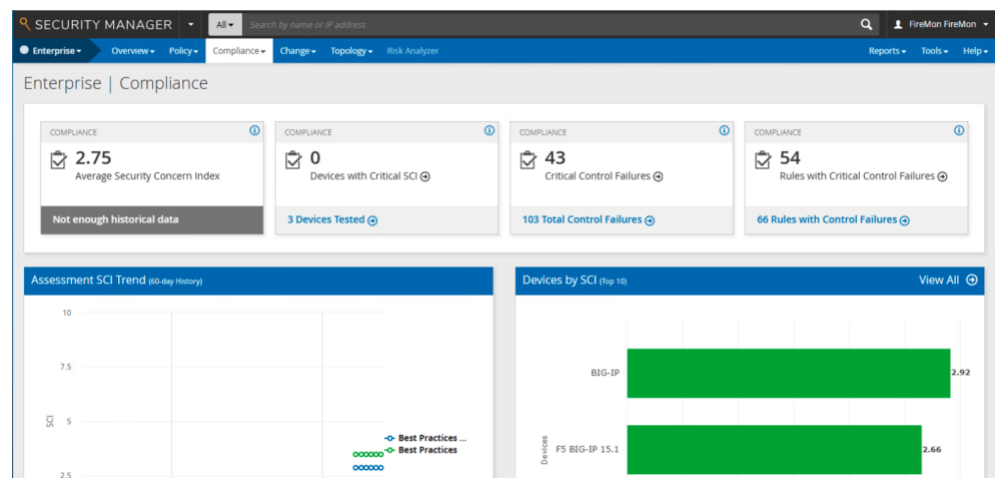 SECURITY MANAGER All Search by name or IP address FireMon FireMon
Enterprise Overview Policy Compliance Change Topology Risk Analyzer Reports Tools Help
Enterprise | Compliance
COMPLIANCE
2.75
Average Security Concern Index
Not enough historical data
COMPLIANCE
0
Devices with Critical SCI
3 Devices Tested
COMPLIANCE
43
Critical Control Failures
103 Total Control Failures
COMPLIANCE
54
Rules with Critical Control Failures
66 Rules with Control Failures
Assessment SCI Trend (60-day History)
10
7.5
5
2.5
SCI
Best Practices ...
Best Practices
Devices by SCI (Top 10) View All
Devices
BIG-IP 2.92
F5 BIG-IP 15.1 2.66